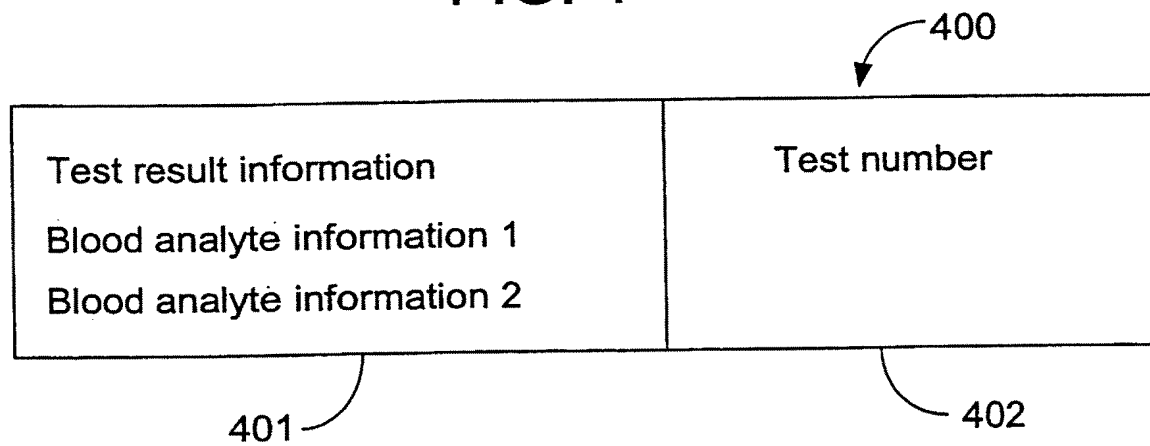 400
Test result information
Test number
Blood analyte information 1
Blood analyte information 2
401
402